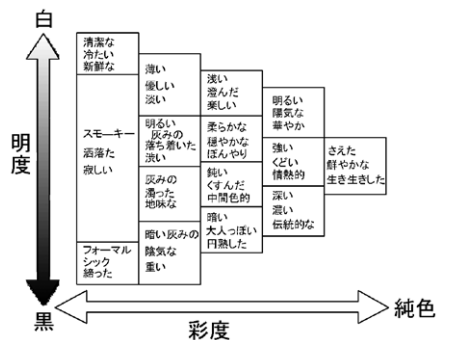 白
明度
黒
彩度
純色
清潔な
冷たい
新鮮な
スモーキー
洒落た
寂しい
フォーマル
シック
締った
薄い
優しい
淡い
明るい
灰みの
落ち着いた
渋い
灰みの
濁った
地味な
暗い灰みの
陰気な
重い
浅い
澄んだ
楽しい
柔らかな
穏やかな
ぼんやり
鈍い
くすんだ
中間色的
暗い
大人っぽい
円熟した
明るい
陽気な
華やか
強い
くどい
情熱的
深い
濃い
伝統的な
さえた
鮮やかな
生き生きした